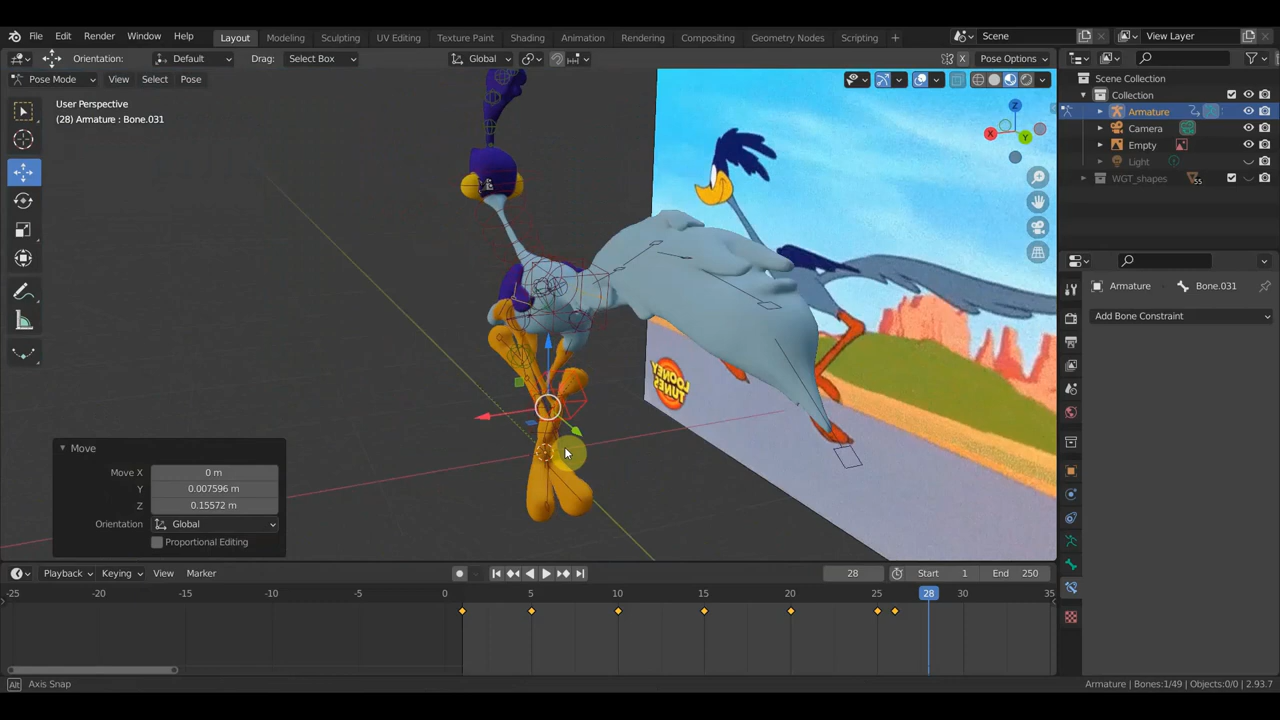 File Edit Render Window Help Layout Modeling Sculpting UV Editing Texture Paint Shading Animation Rendering Compositing Geometry Nodes Scripting + Scene View Layer
Orientation: Default Drag: Select Box Global X Pose Options
Pose Mode View Select Pose
User Perspective
(28) Armature : Bone.031
Z
X
Y
Scene Collection
Collection
Armature
Camera
Empty
Light
WGT_shapes 55
Armature Bone.031
Add Bone Constraint
LOONEY
TUNES
Move
Move X 0 m
Y 0.007596 m
Z 0.15572 m
Orientation Global
Proportional Editing
Playback Keying View Marker 28 Start 1 End 250
-25 -20 -15 -10 -5 0 5 10 15 20 25 28 30 35
Alt Axis Snap Armature | Bones:1/49 | Objects:0/0 | 2.93.7